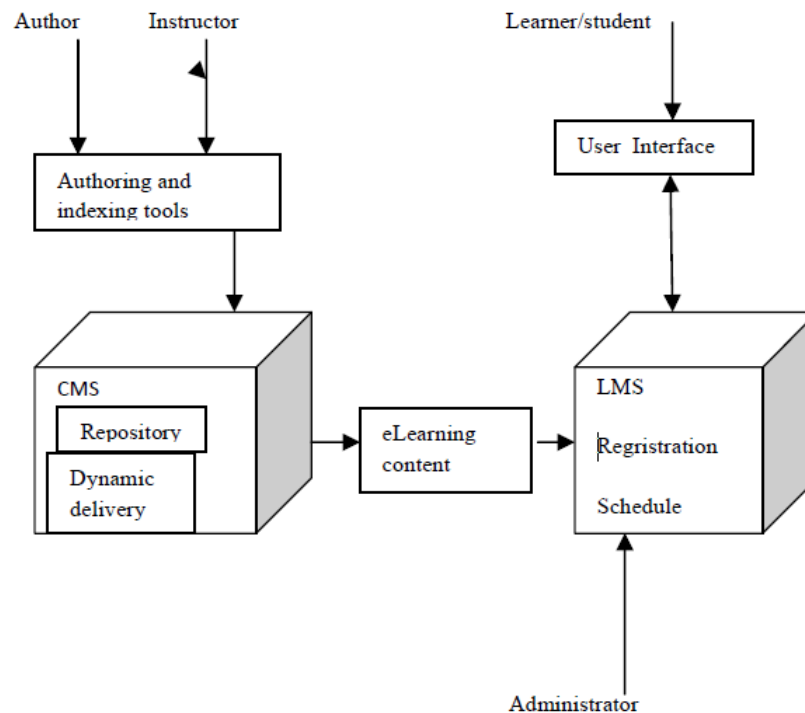 Author
Instructor
Learner/student
User Interface
Authoring and
indexing tools
CMS
Repository
Dynamic
delivery
eLearning
content
LMS
Regristration
Schedule
Administrator